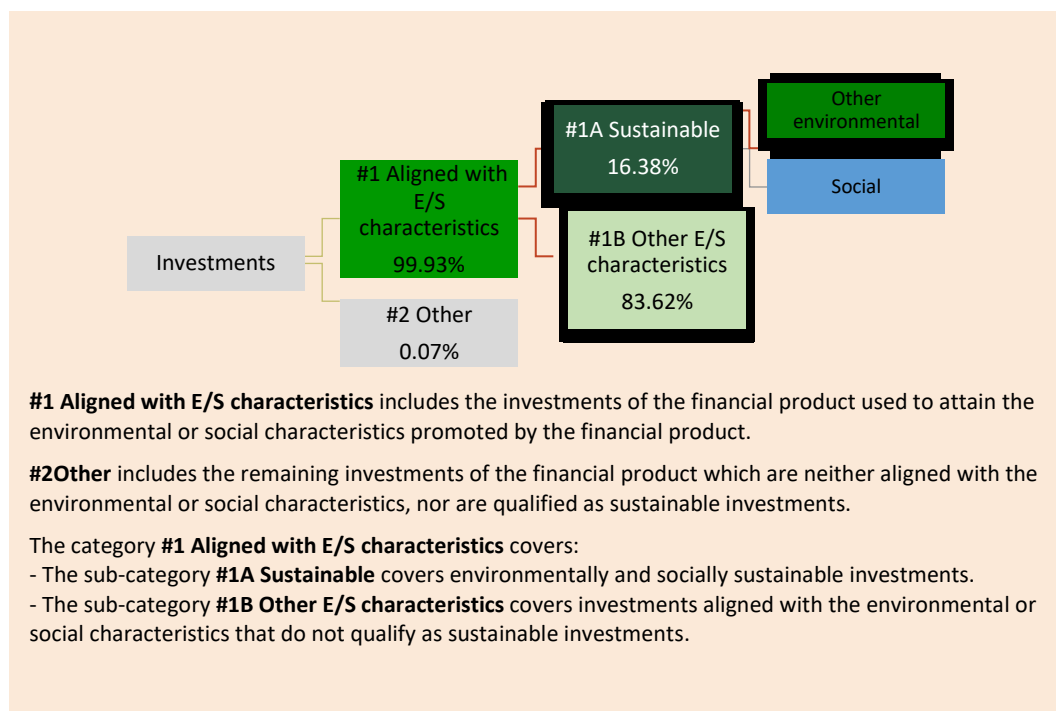 Investments
#1 Aligned with
E/S
characteristics
99.93%
#2 Other
0.07%
#1A Sustainable
16.38%
#1B Other E/S
characteristics
83.62%
Other
environmental
Social
#1 Aligned with E/S characteristics includes the investments of the financial product used to attain the
environmental or social characteristics promoted by the financial product.
#2Other includes the remaining investments of the financial product which are neither aligned with the
environmental or social characteristics, nor are qualified as sustainable investments.
The category #1 Aligned with E/S characteristics covers:
- The sub-category #1A Sustainable covers environmentally and socially sustainable investments.
- The sub-category #1B Other E/S characteristics covers investments aligned with the environmental or
social characteristics that do not qualify as sustainable investments.